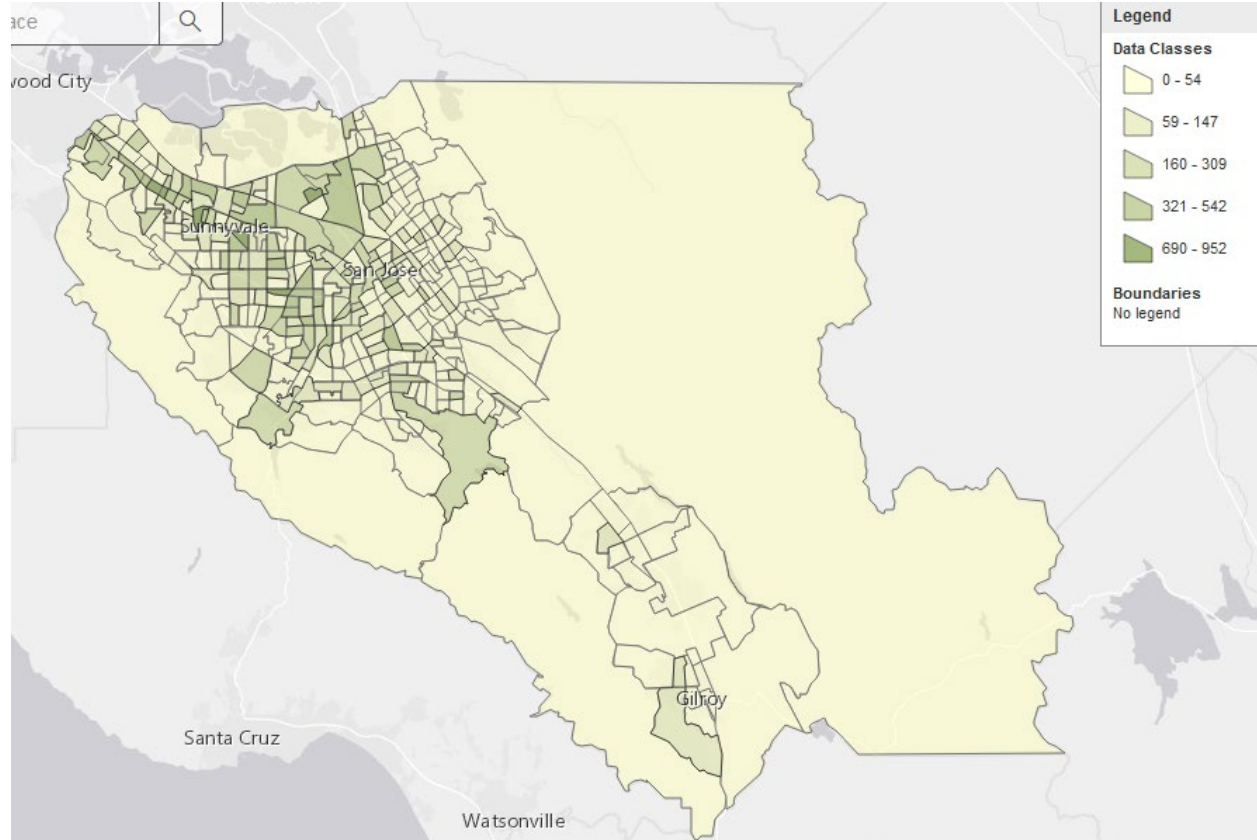 ace
wood City
Sunnyvale
San Jose
Gilroy
Santa Cruz
Watsonville
Legend
Data Classes
0 - 54
59 - 147
160 - 309
321 - 542
690 - 952
Boundaries
No legend